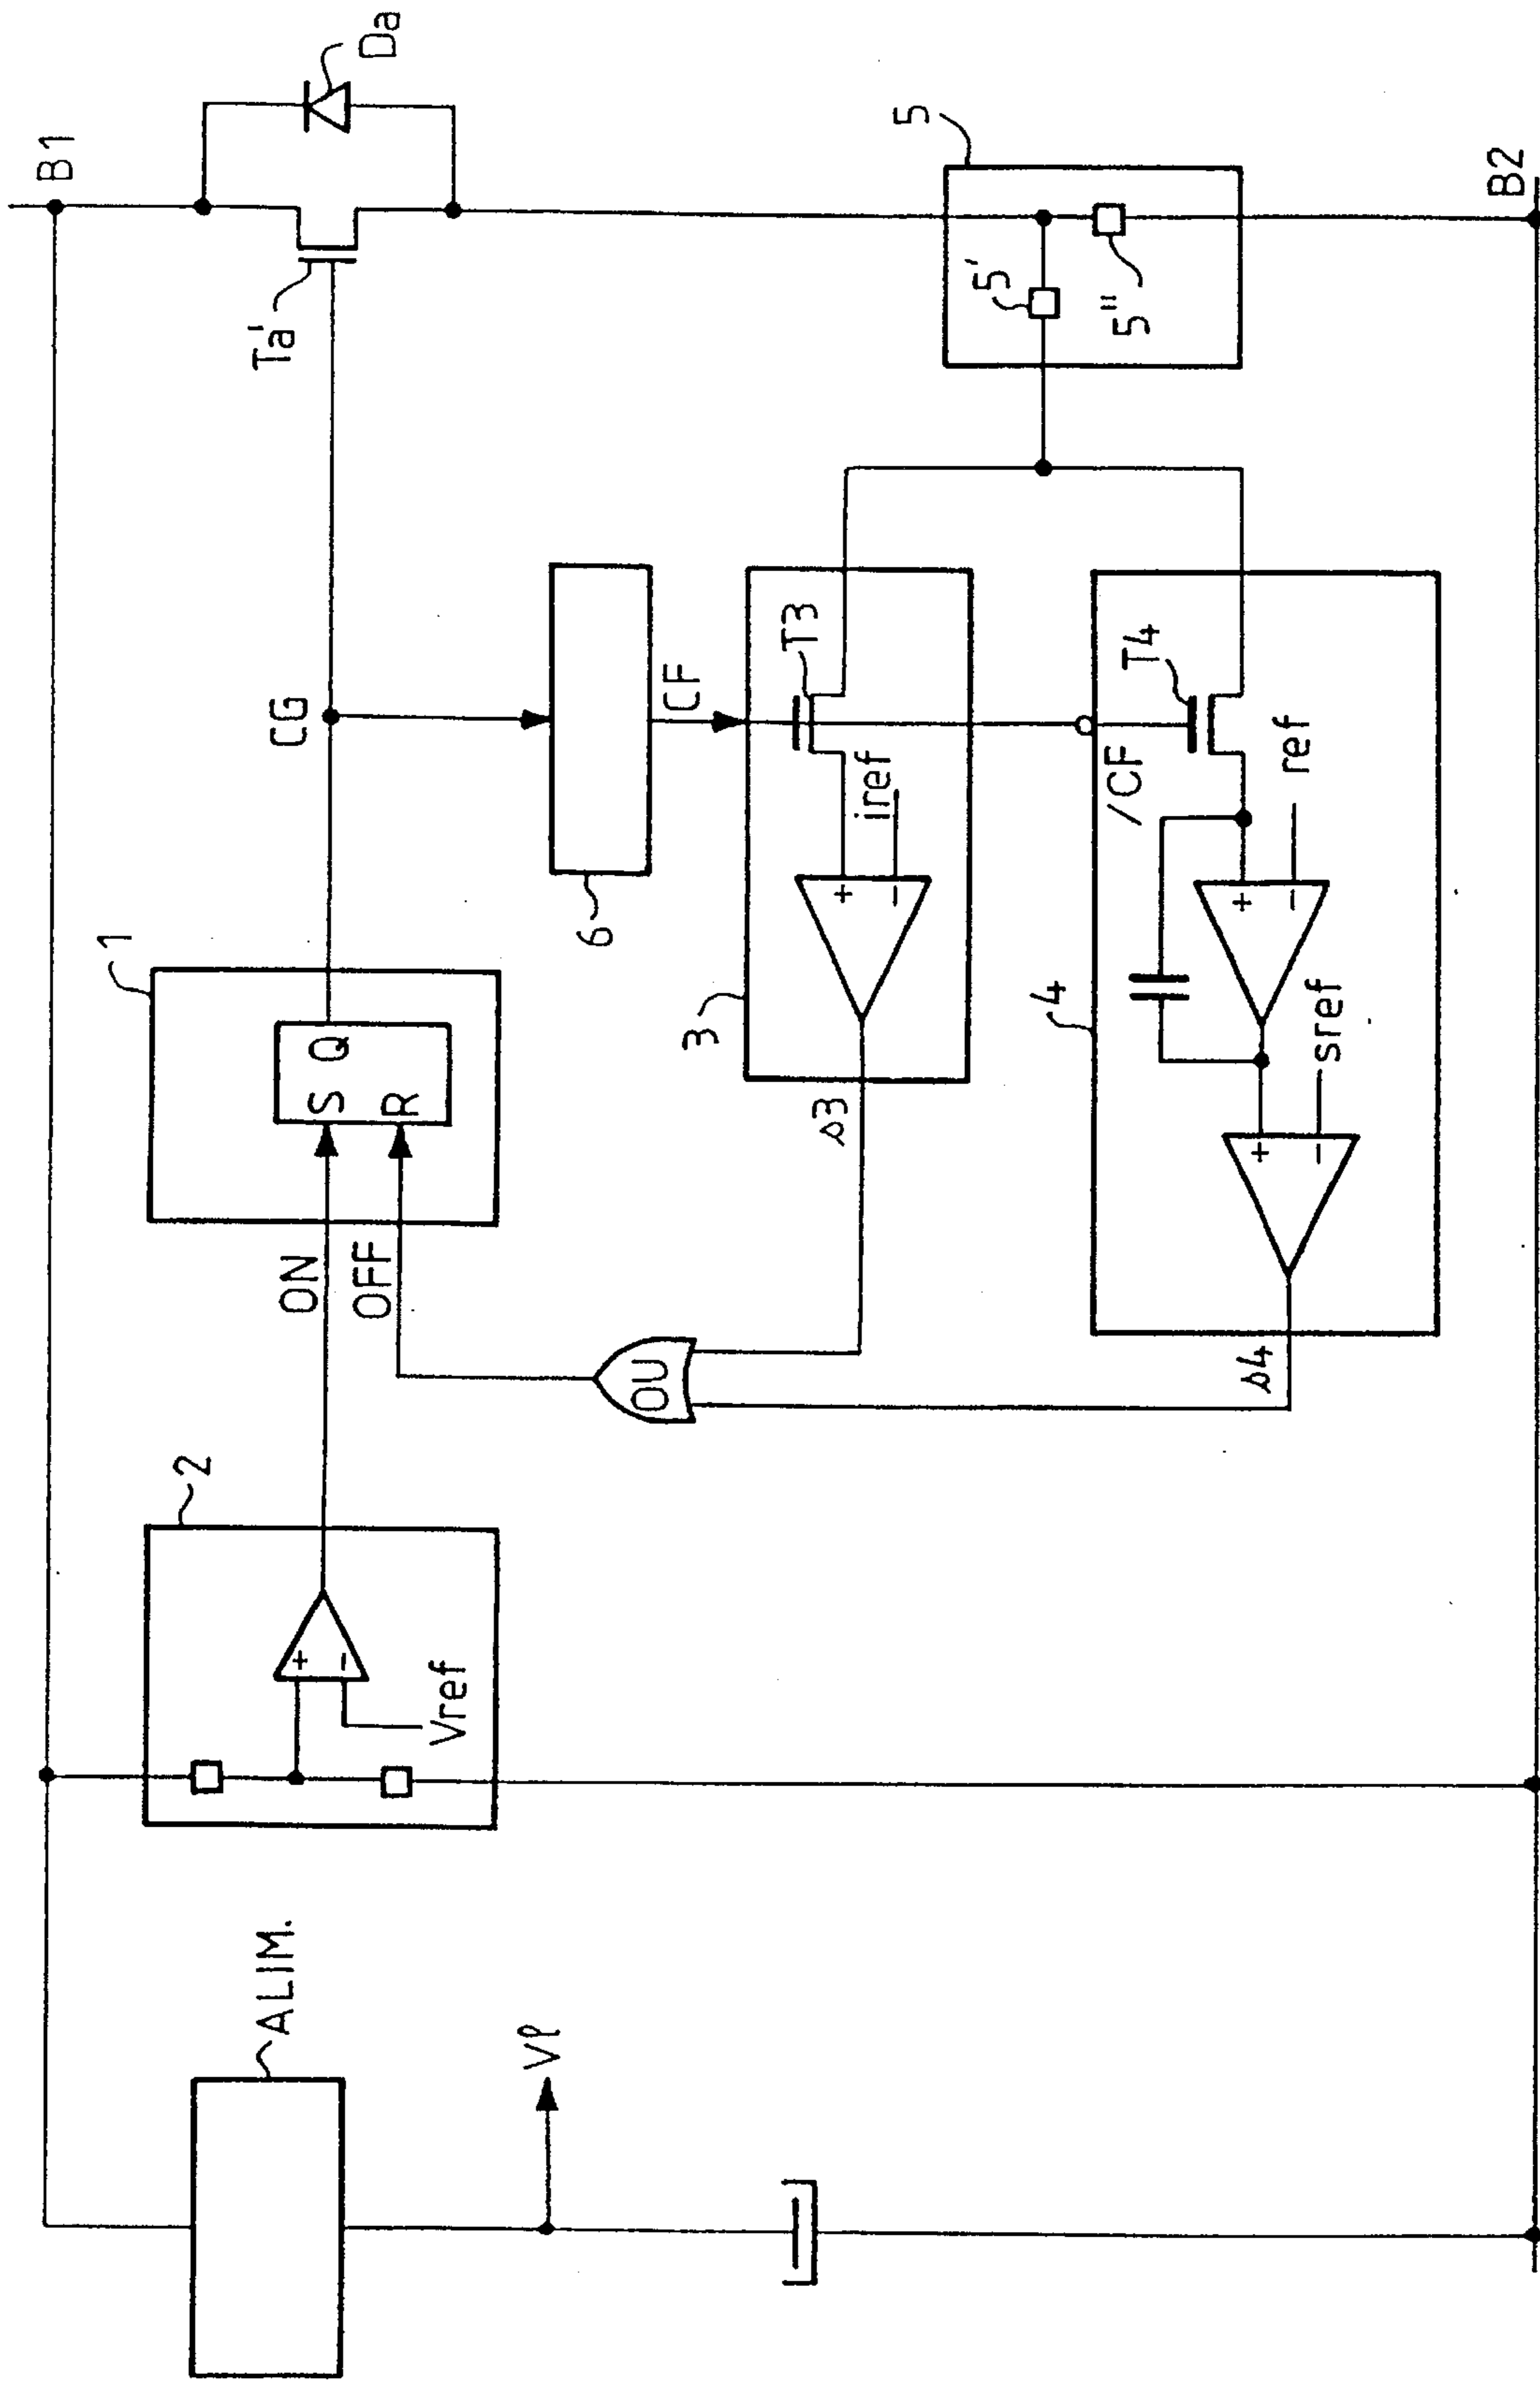 B1
Da
Ta'
CG
1
S Q
R
ON
OFF
2
+
-
Vref
ALIM.
Vl
6
CF
3
T3
iref
+
-
s3
OU
5
5'
5"
B2
4
/CF
T4
ref
+
-
sref
+
-
s4